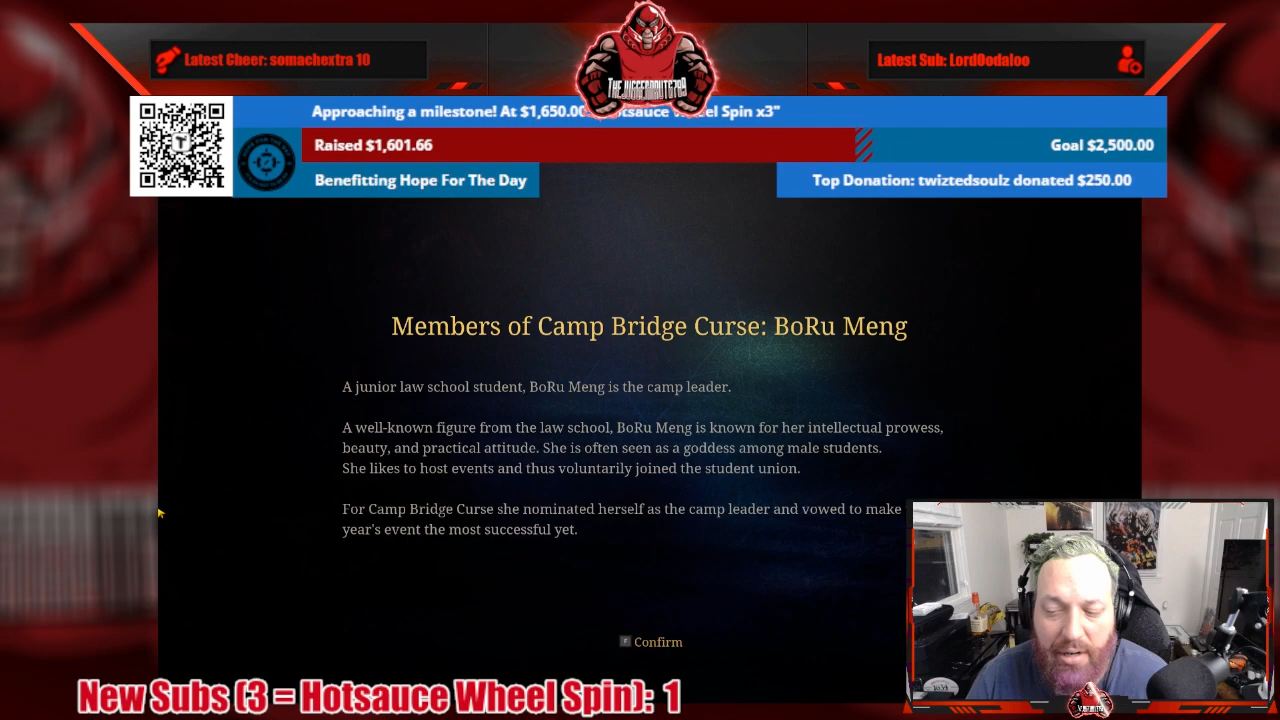 Latest Cheer: somachextra 10
THEJUGGERNAUT6789
Latest Sub: LordOodaloo
Approaching a milestone! At $1,650.00 Hotsauce Wheel Spin x3"
Raised $1,601.66
Goal $2,500.00
Benefitting Hope For The Day
Top Donation: twiztedsoulz donated $250.00
Members of Camp Bridge Curse: BoRu Meng
A junior law school student, BoRu Meng is the camp leader.
A well-known figure from the law school, BoRu Meng is known for her intellectual prowess,
beauty, and practical attitude. She is often seen as a goddess among male students.
She likes to host events and thus voluntarily joined the student union.
For Camp Bridge Curse she nominated herself as the camp leader and vowed to make
year's event the most successful yet.
F Confirm
New Subs (3 = Hotsauce Wheel Spin): 1